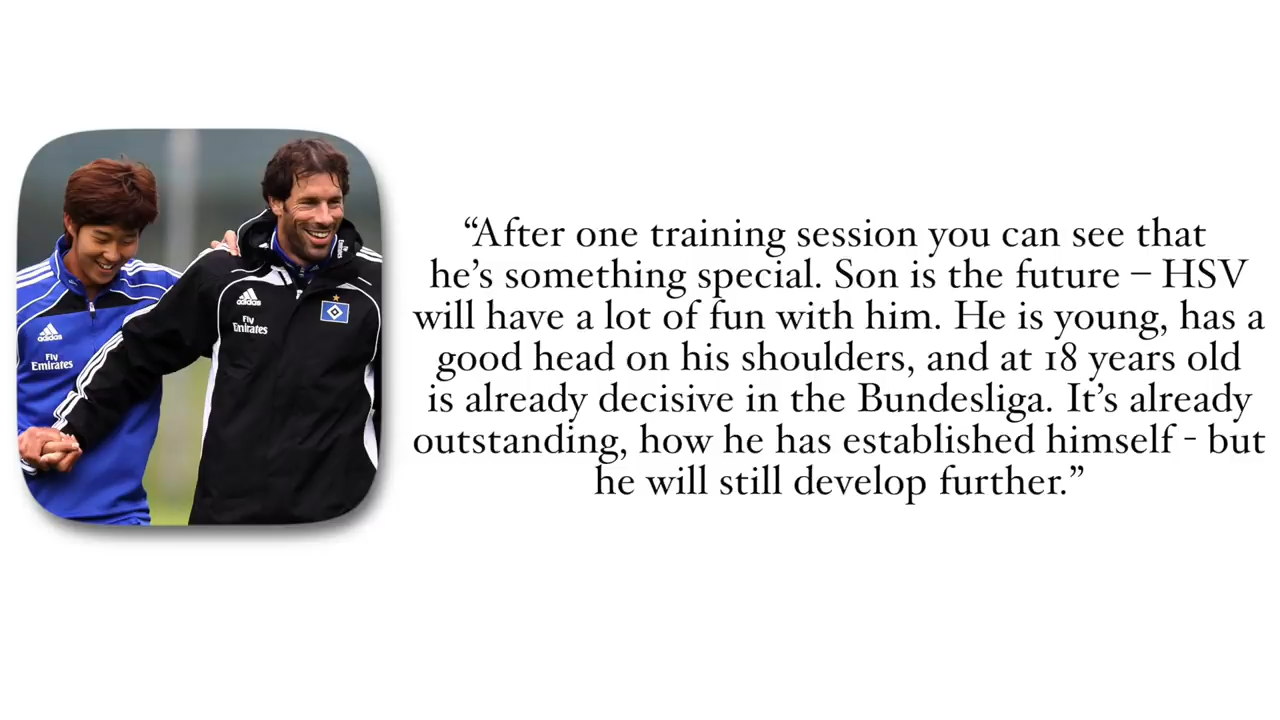 adidas
Fly
Emirates
adidas
Fly
Emirates
“After one training session you can see that
he’s something special. Son is the future – HSV
will have a lot of fun with him. He is young, has a
good head on his shoulders, and at 18 years old
is already decisive in the Bundesliga. It’s already
outstanding, how he has established himself - but
he will still develop further.”